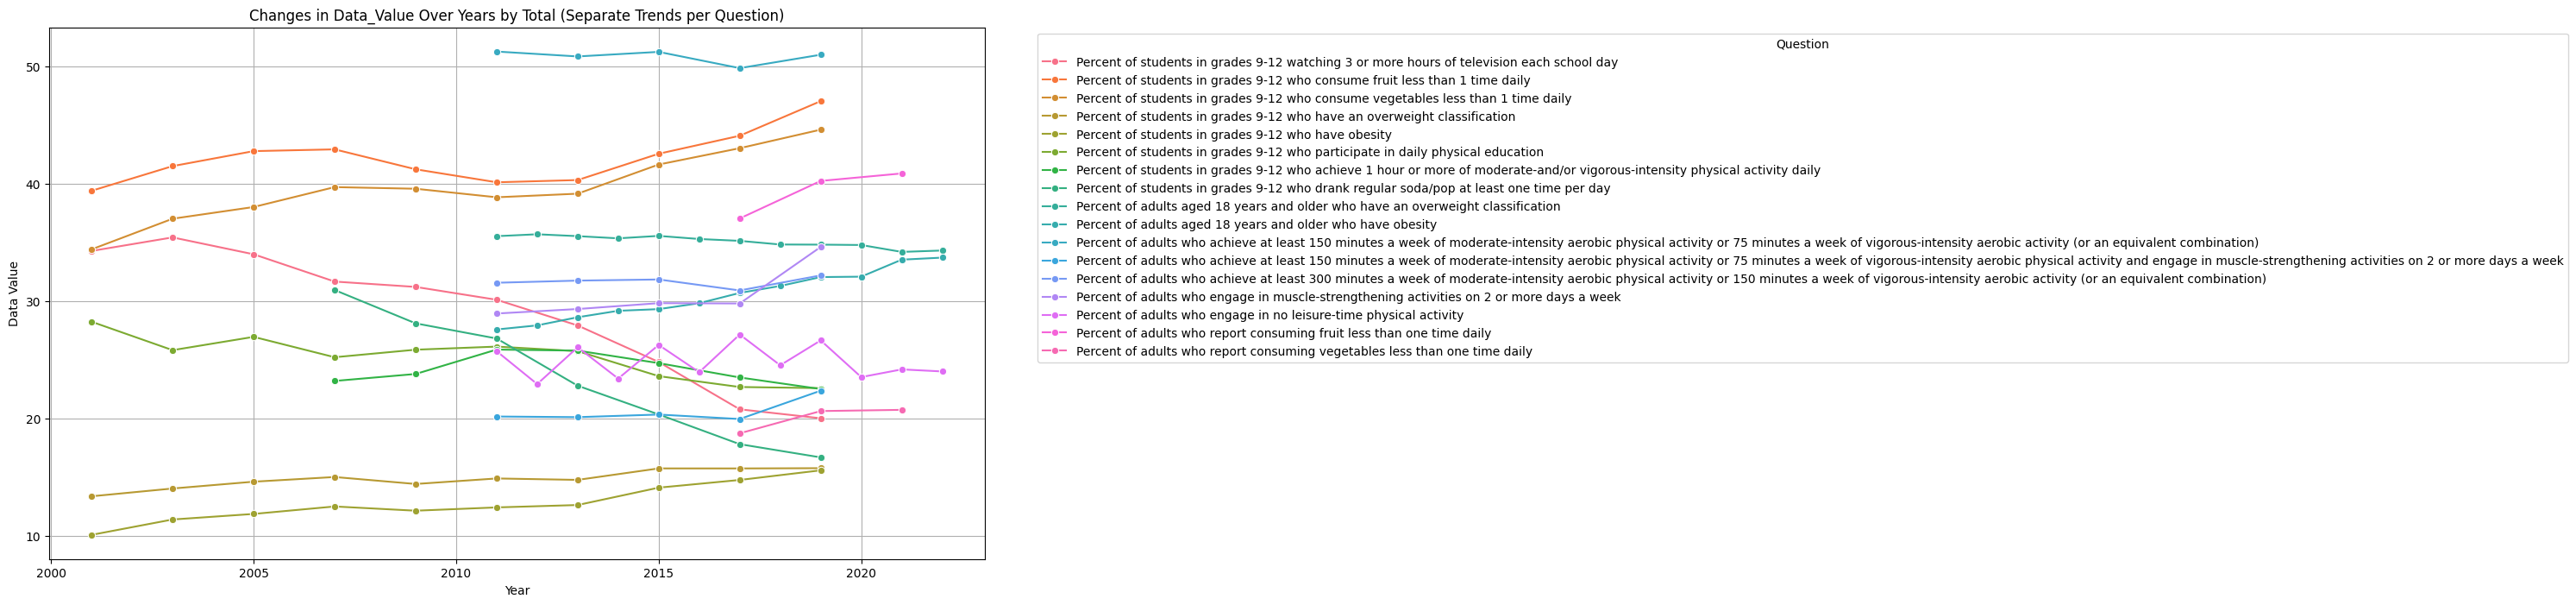 Changes in Data_Value Over Years by Total (Separate Trends per Question)
Data Value
50
40
30
20
10
2000
2005
2010
2015
2020
Year
Question
Percent of students in grades 9-12 watching 3 or more hours of television each school day
Percent of students in grades 9-12 who consume fruit less than 1 time daily
Percent of students in grades 9-12 who consume vegetables less than 1 time daily
Percent of students in grades 9-12 who have an overweight classification
Percent of students in grades 9-12 who have obesity
Percent of students in grades 9-12 who participate in daily physical education
Percent of students in grades 9-12 who achieve 1 hour or more of moderate-and/or vigorous-intensity physical activity daily
Percent of students in grades 9-12 who drank regular soda/pop at least one time per day
Percent of adults aged 18 years and older who have an overweight classification
Percent of adults aged 18 years and older who have obesity
Percent of adults who achieve at least 150 minutes a week of moderate-intensity aerobic physical activity or 75 minutes a week of vigorous-intensity aerobic activity (or an equivalent combination)
Percent of adults who achieve at least 150 minutes a week of moderate-intensity aerobic physical activity or 75 minutes a week of vigorous-intensity aerobic physical activity and engage in muscle-strengthening activities on 2 or more days a week
Percent of adults who achieve at least 300 minutes a week of moderate-intensity aerobic physical activity or 150 minutes a week of vigorous-intensity aerobic activity (or an equivalent combination)
Percent of adults who engage in muscle-strengthening activities on 2 or more days a week
Percent of adults who engage in no leisure-time physical activity
Percent of adults who report consuming fruit less than one time daily
Percent of adults who report consuming vegetables less than one time daily